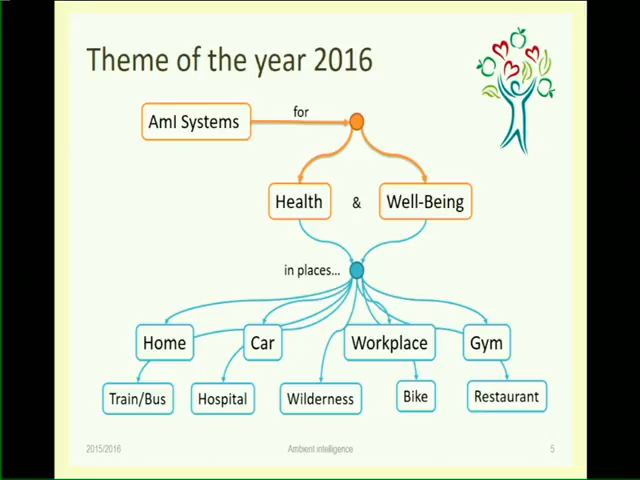 Theme of the year 2016
AmI Systems
for
Health
&
Well-Being
in places...
Home
Car
Workplace
Gym
Train/Bus
Hospital
Wilderness
Bike
Restaurant
2015/2016
Ambient intelligence
5